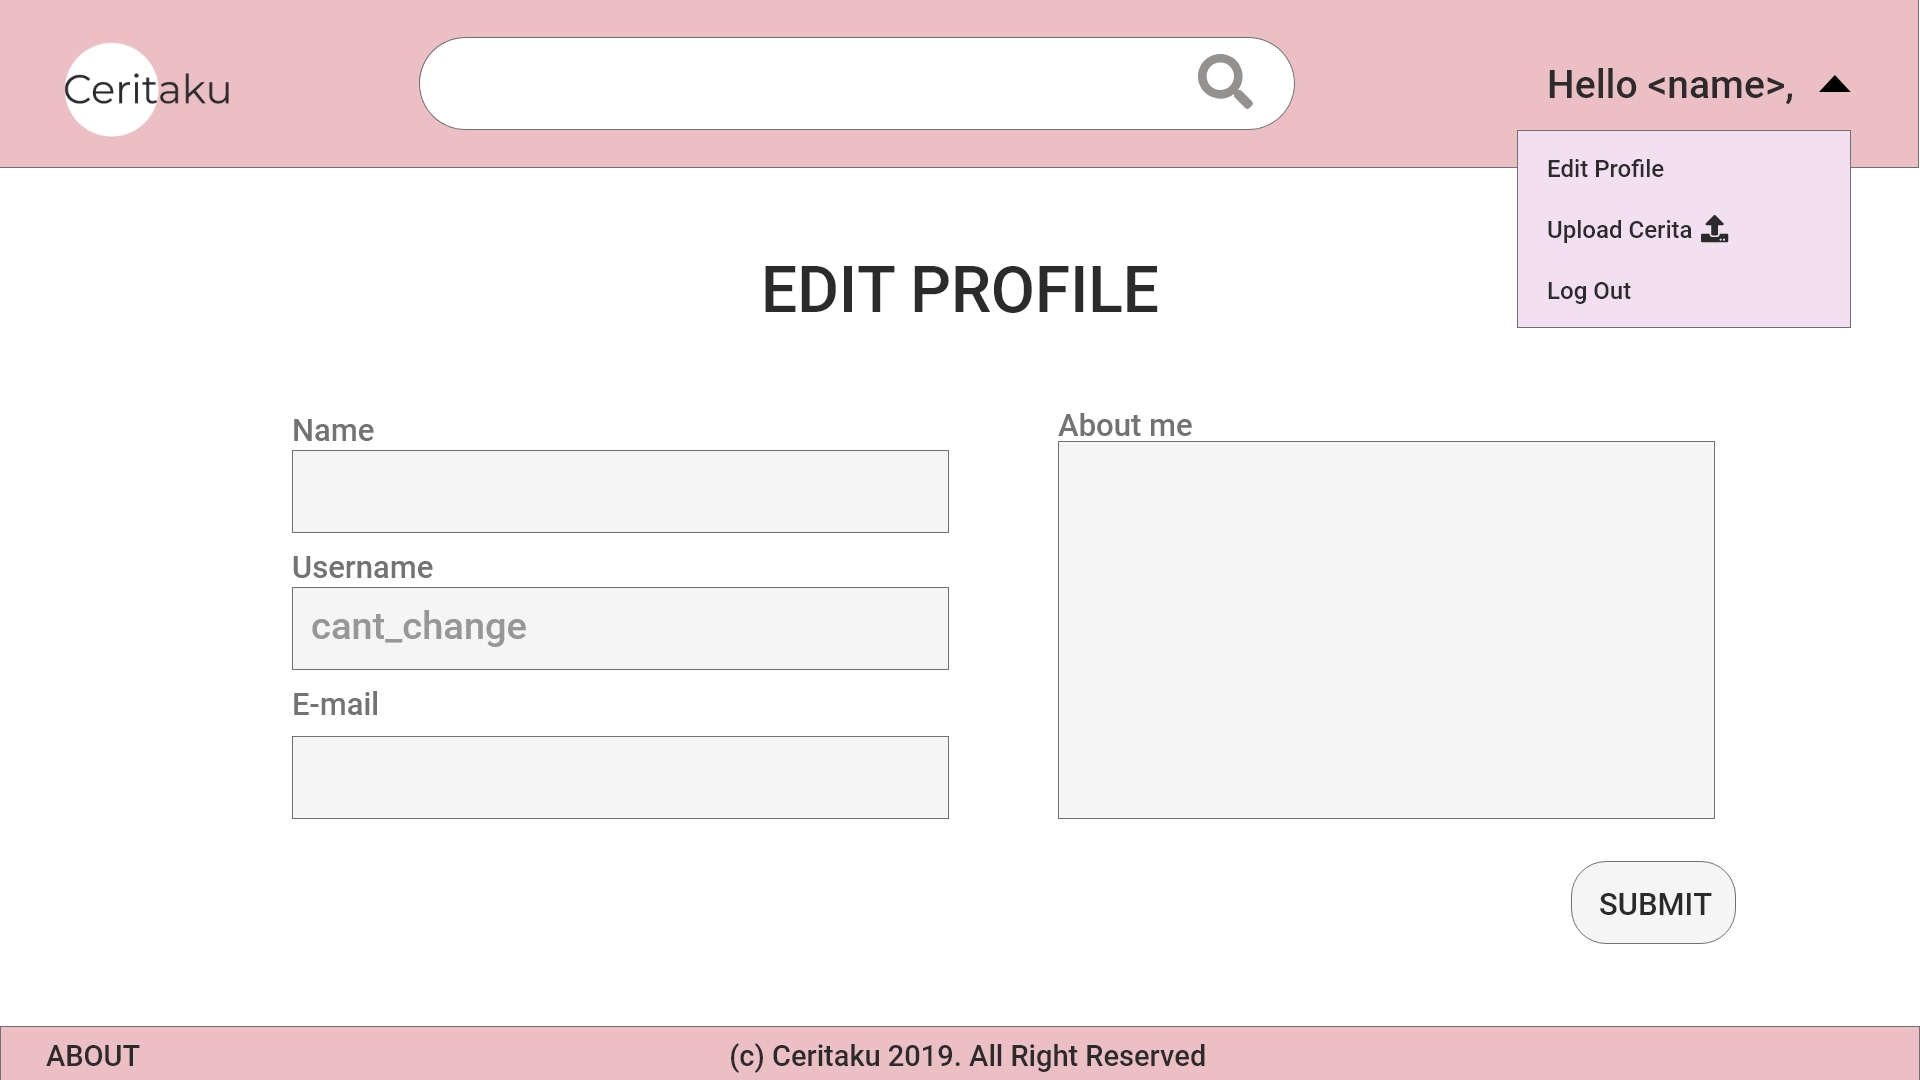 Ceritaku
Hello <name>,
Edit Profile
Upload Cerita
Log Out
EDIT PROFILE
Name
Username
cant_change
E-mail
About me
SUBMIT
ABOUT
(c) Ceritaku 2019. All Right Reserved